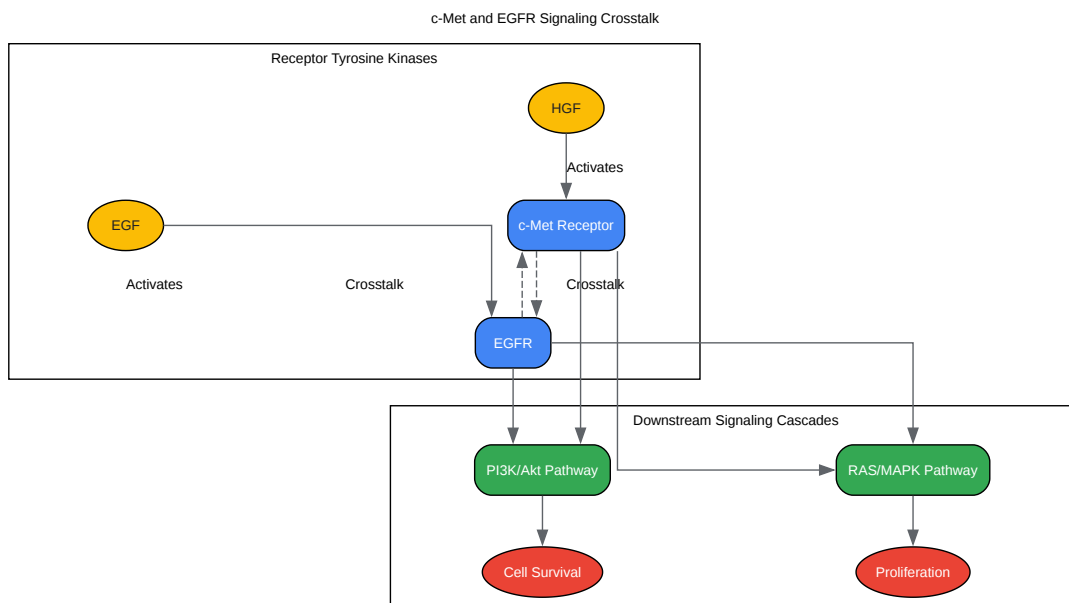 c-Met and EGFR Signaling Crosstalk
Receptor Tyrosine Kinases
HGF
Activates
EGF
c-Met Receptor
Activates
Crosstalk
Crosstalk
EGFR
Downstream Signaling Cascades
PI3K/Akt Pathway
RAS/MAPK Pathway
Cell Survival
Proliferation